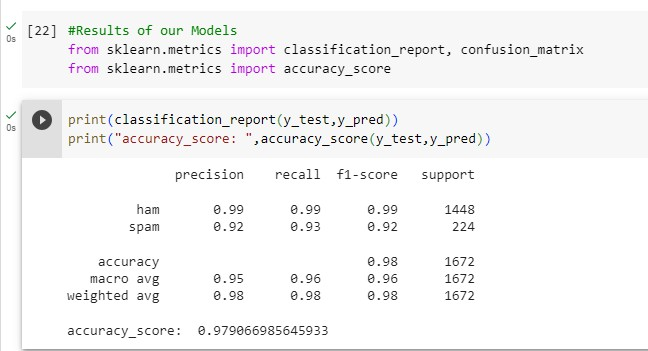 [22] #Results of our Models
from sklearn.metrics import classification_report, confusion_matrix
0s
from sklearn.metrics import accuracy_score
print(classification_report(y_test,y_pred))
0s
print("accuracy_score: ",accuracy_score(y_test,y_pred))
precision recall f1-score support
ham 0.99 0.99 0.99 1448
spam 0.92 0.93 0.92 224
accuracy 0.98 1672
macro avg 0.95 0.96 0.96 1672
weighted avg 0.98 0.98 0.98 1672
accuracy_score: 0.979066985645933